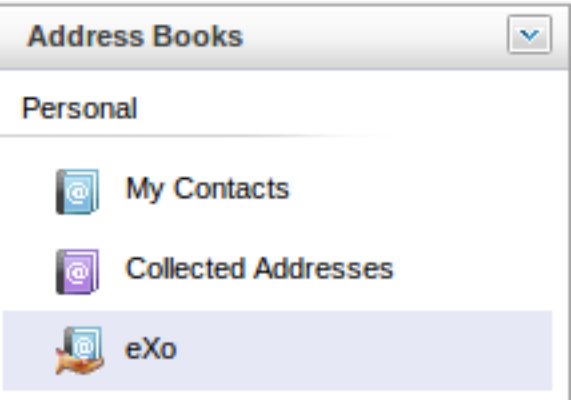 Address Books
Personal
My Contacts
Collected Addresses
eXo